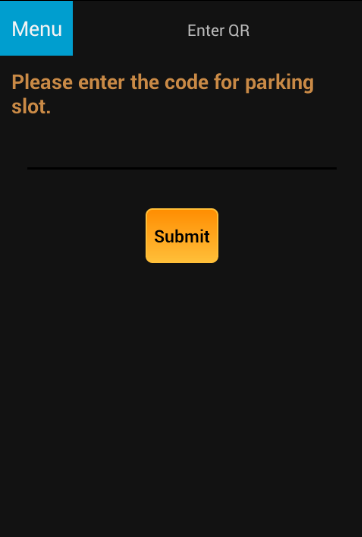 Menu
Enter QR
Please enter the code for parking
slot.
Submit